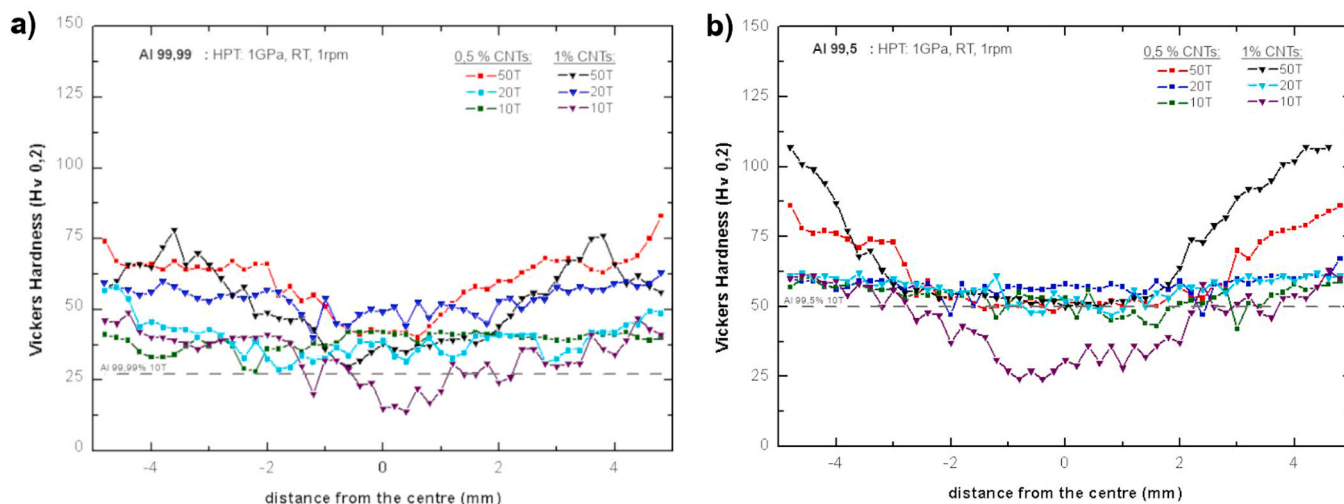 a)
Al 99,99 : HPT: 1GPa, RT, 1rpm
0,5 % CNTs: 1% CNTs:
50T 50T
20T 20T
10T 10T
Vickers Hardness (Hv 0,2)
150
125
100
75
50
25
0
Al 99,99% 10T
-4 -2 0 2 4
distance from the centre (mm)
b)
Al 99,5 : HPT: 1GPa, RT, 1rpm
0,5 % CNTs: 1% CNTs:
50T 50T
20T 20T
10T 10T
Vickers Hardness (Hv 0,2)
150
125
100
75
50
25
0
Al 99,5% 10T
-4 -2 0 2 4
distance from the centre (mm)